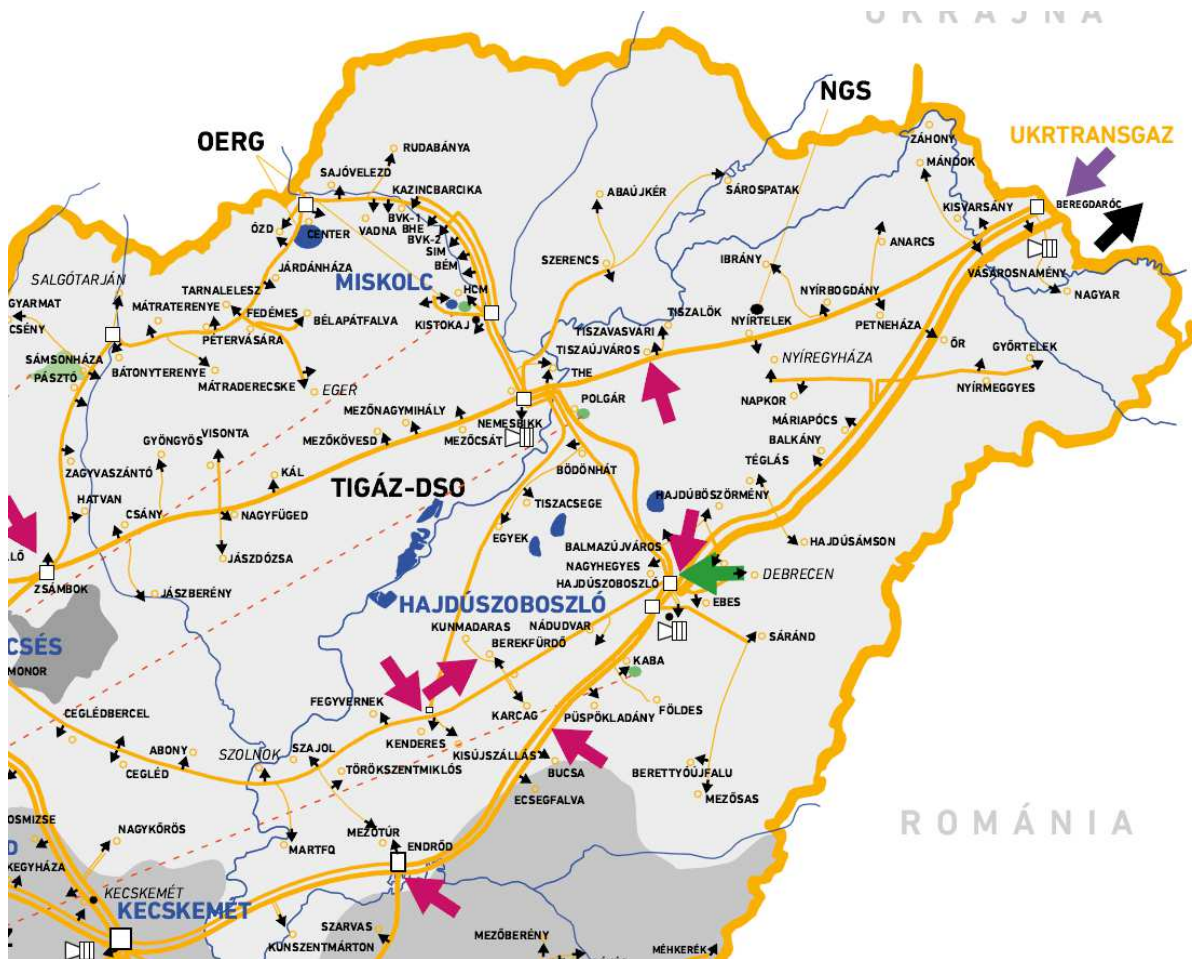 UKRAJNA
NGS
OERG
UKRTRANSGAZ
ZÁHONY
MÁNDOK
BEREGDARÓC
KISVARSÁNY
RUDABÁNYA
SAJÓVELEZD
KAZINCBARCIKA
BVK-1
BHE
BVK-2
SIM
BÉM
VADNA
ÓZD
CENTER
ABAÚJKÉR
SÁROSPATAK
ANARCS
IBRÁNY
SZERENCS
VÁSÁROSNAMÉNY
NAGYAR
SALGÓTARJÁN
JÁRDÁNHÁZA
MISKOLC
HCM
KISTOKAJ
GYARMAT
CSÉNY
MÁTRATERENYE
TARNALELESZ
FEDÉMES
BÉLAPÁTFALVA
PÉTERVÁSÁRA
NYÍRBOGDÁNY
PETNEHÁZA
TISZALÖK
NYÍRTELEK
TISZAVASVÁRI
TISZAÚJVÁROS
ŐR
GYŐRTELEK
NYÍREGYHÁZA
NYÍRMEGGYES
SÁMSONHÁZA
PÁSZTÓ
BÁTONYTERENYE
MÁTRADERECSKE
EGER
THE
POLGÁR
NAPKOR
MÁRIAPÓCS
BALKÁNY
TÉGLÁS
MEZŐNAGYMIHÁLY
MEZŐKÖVESD
MEZŐCSÁT
NEMESBIKK
GYÖNGYÖS
VISONTA
ZAGYVASZÁNTÓ
HATVAN
CSÁNY
KÁL
NAGYFÜGED
JÁSZDÓZSA
TIGÁZ-DSO
BÖDÖNHÁT
TISZACSEGE
EGYEK
HAJDÚBÖSZÖRMÉNY
HAJDÚSÁMSON
BALMAZÚJVÁROS
NAGYHEGYES
HAJDÚSZOBOSZLÓ
DEBRECEN
EBES
LLŐ
ZSÁMBOK
JÁSZBERÉNY
HAJDÚSZOBOSZLÓ
KUNMADARAS
NÁDUDVAR
BEREKFÜRDŐ
SÁRÁND
KABA
CSÉS
MONOR
FEGYVERNEK
KARCAG
PÜSPÖKLADÁNY
FÖLDES
CEGLÉDBERCEL
ABONY
CEGLÉD
SZOLNOK
SZAJOL
KENDERES
KISÚJSZÁLLÁS
TÖRÖKSZENTMIKLÓS
BUCSA
ECSEGFALVA
BERETTYÓÚJFALU
MEZŐSAS
ROMÁNIA
OSMIZSE
NAGYKŐRÖS
KEGYHÁZA
MARTFQ
MEZŐTÚR
ENDRŐD
KECSKEMÉT
KECSKEMÉT
SZARVAS
KUNSZENTMÁRTON
MEZŐBERÉNY
MÉHKERÉK